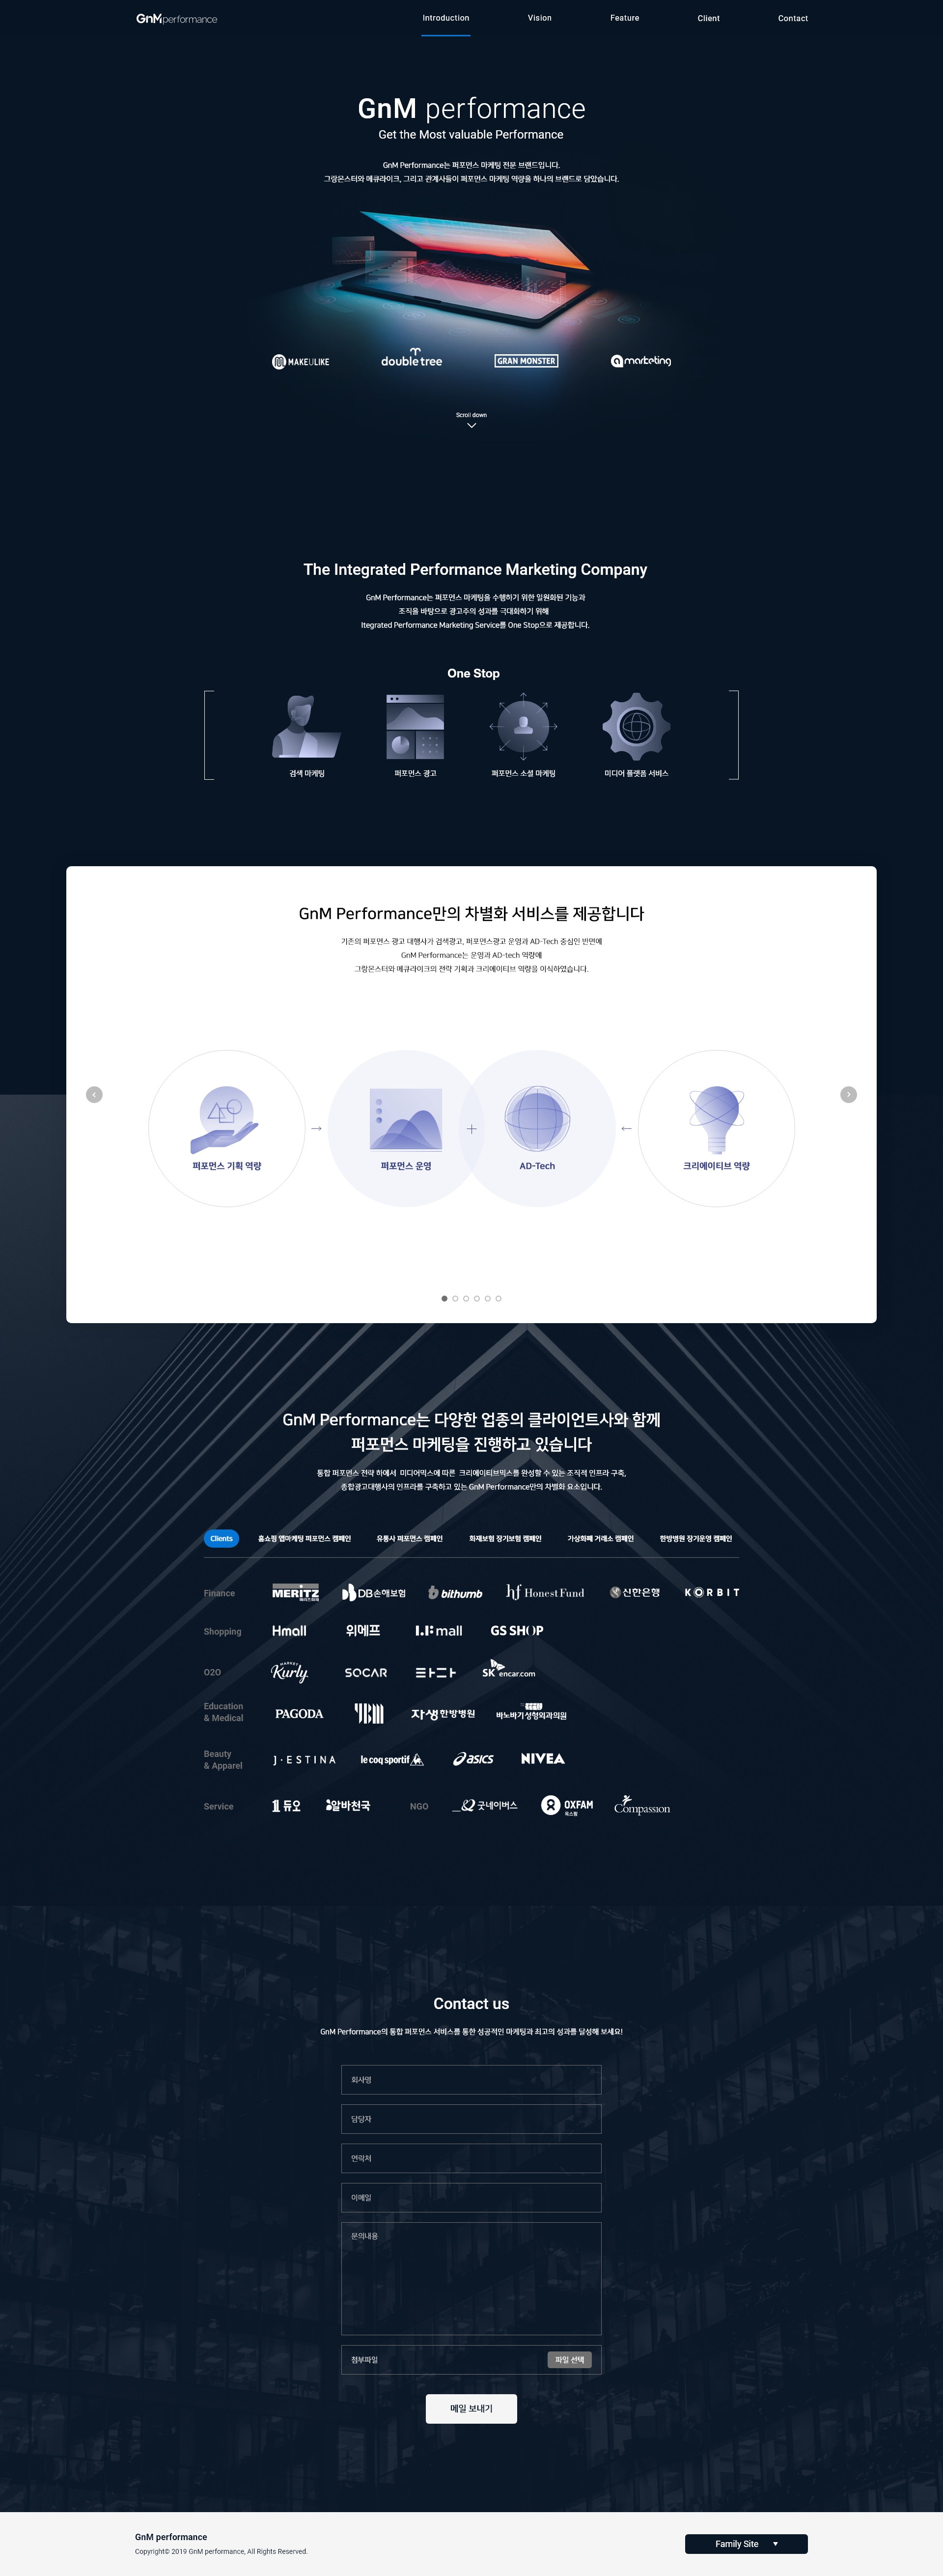 GnMperformance
Introduction
Vision
Feature
Client
Contact
GnM performance
Get the Most valuable Performance
GnM Performance는 퍼포먼스 마케팅 전문 브랜드입니다.
그랑몬스터와 메큐라이크, 그리고 관계사들이 퍼포먼스 마케팅 역량을 하나의 브랜드로 담았습니다.
MAKEULIKE
doubletree
GRAN MONSTER
marketing
Scroll down
The Integrated Performance Marketing Company
GnM Performance는 퍼포먼스 마케팅을 수행하기 위한 일원화된 기능과
조직을 바탕으로 광고주의 성과를 극대화하기 위해
Itegrated Performance Marketing Service를 One Stop으로 제공합니다.
One Stop
검색 마케팅
퍼포먼스 광고
퍼포먼스 소셜 마케팅
미디어 플랫폼 서비스
GnM Performance만의 차별화 서비스를 제공합니다
기존의 퍼포먼스 광고 대행사가 검색광고, 퍼포먼스광고 운영과 AD-Tech 중심인 반면에
GnM Performance는 운영과 AD-tech 역량에
그랑몬스터와 메큐라이크의 전략 기획과 크리에이티브 역량을 이식하였습니다.
퍼포먼스 기획 역량
퍼포먼스 운영
AD-Tech
크리에이티브 역량
GnM Performance는 다양한 업종의 클라이언트사와 함께
퍼포먼스 마케팅을 진행하고 있습니다
통합 퍼포먼스 전략 하에서 미디어믹스에 따른 크리에이티브믹스를 완성할 수 있는 조직적 인프라 구축,
종합광고대행사의 인프라를 구축하고 있는 GnM Performance만의 차별화 요소입니다.
Clients
홈쇼핑 앱마케팅 퍼포먼스 캠페인
유통사 퍼포먼스 캠페인
화재보험 장기보험 캠페인
가상화폐 거래소 캠페인
한방병원 장기운영 캠페인
Finance
MERITZ
메리츠화재
DB손해보험
bithumb
hf Honest Fund
신한은행
KORBIT
Shopping
Hmall
위메프
mall
GS SHOP
O2O
MARKET
Kurly
SOCAR
SK encar.com
Education
& Medical
PAGODA
YBM
자생한방병원
바노바기성형외과의원
Beauty
& Apparel
J·ESTINA
le coq sportif
asics
NIVEA
Service
듀오
알바천국
NGO
굿네이버스
OXFAM
옥스팜
Compassion
Contact us
GnM Performance의 통합 퍼포먼스 서비스를 통한 성공적인 마케팅과 최고의 성과를 달성해 보세요!
회사명
담당자
연락처
이메일
문의내용
첨부파일
파일 선택
메일 보내기
GnM performance
Copyright© 2019 GnM performance, All Rights Reserved.
Family Site